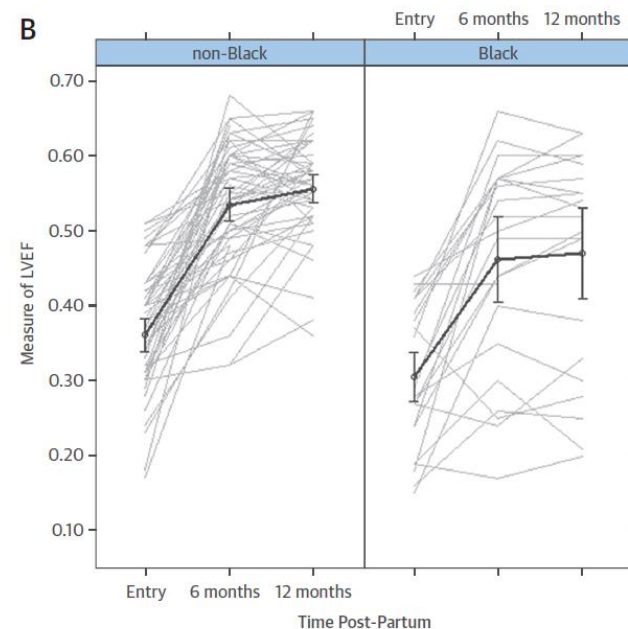 B
Entry 6 months 12 months
non-Black Black
Measure of LVEF
0.70
0.60
0.50
0.40
0.30
0.20
0.10
Entry 6 months 12 months
Time Post-Partum